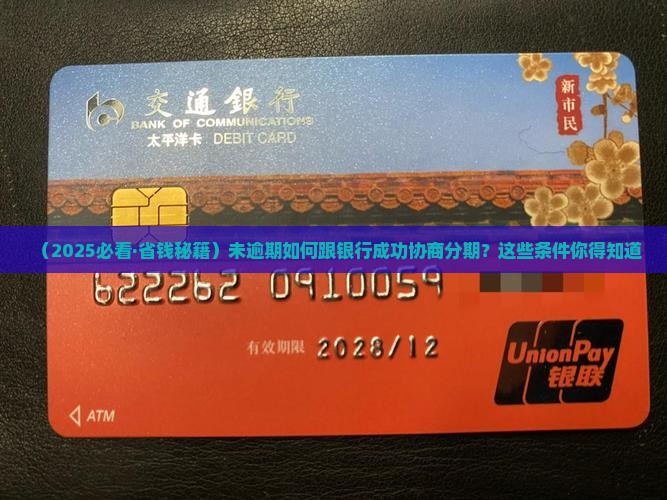 交通銀行
BANK OF COMMUNICATIONS
太平洋卡 DEBIT CARD
新市民
（2025必看·省钱秘籍）未逾期如何跟银行成功协商分期？这些条件你得知道
622262 0910059
有效期限 2028/12
UnionPay
银联
ATM